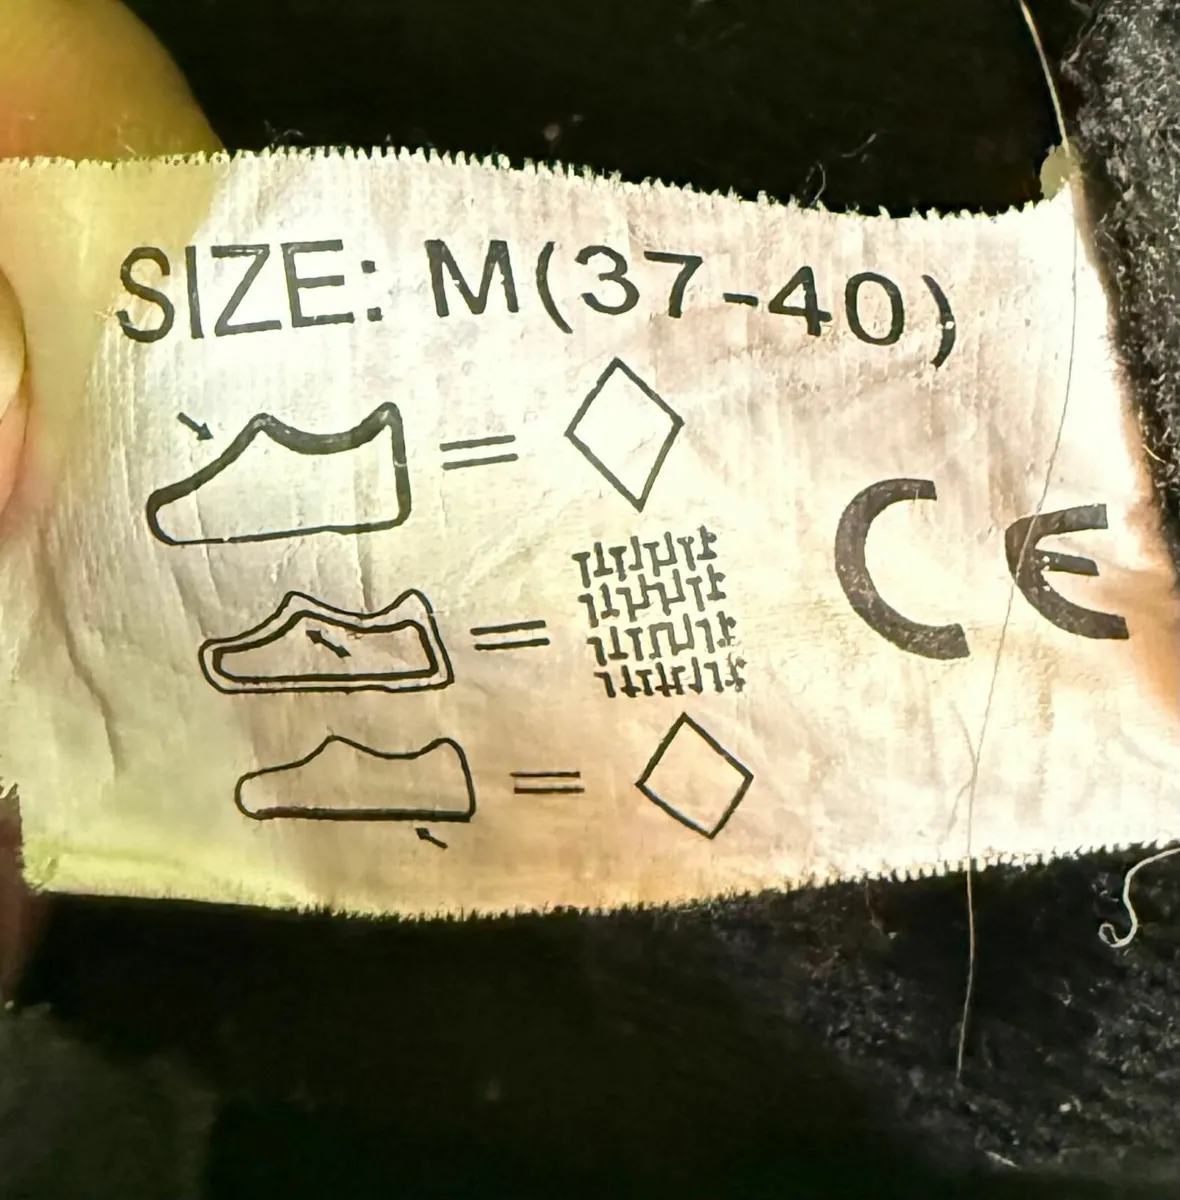 SIZE: M(37-40)
=
=
CE
=